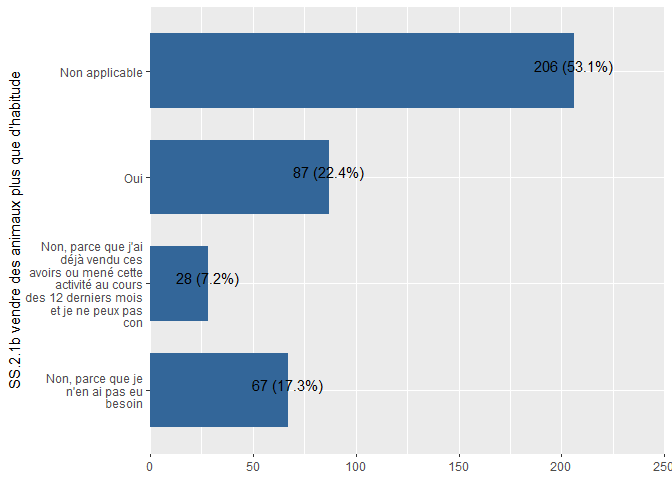 SS.2.1b vendre des animaux plus que d'habitude
Non applicable
206 (53.1%)
Oui
87 (22.4%)
Non, parce que j'ai
déjà vendu ces
avoirs ou mené cette
activité au cours
des 12 derniers mois
et je ne peux pas
con
28 (7.2%)
Non, parce que je
n'en ai pas eu
besoin
67 (17.3%)
0 50 100 150 200 250